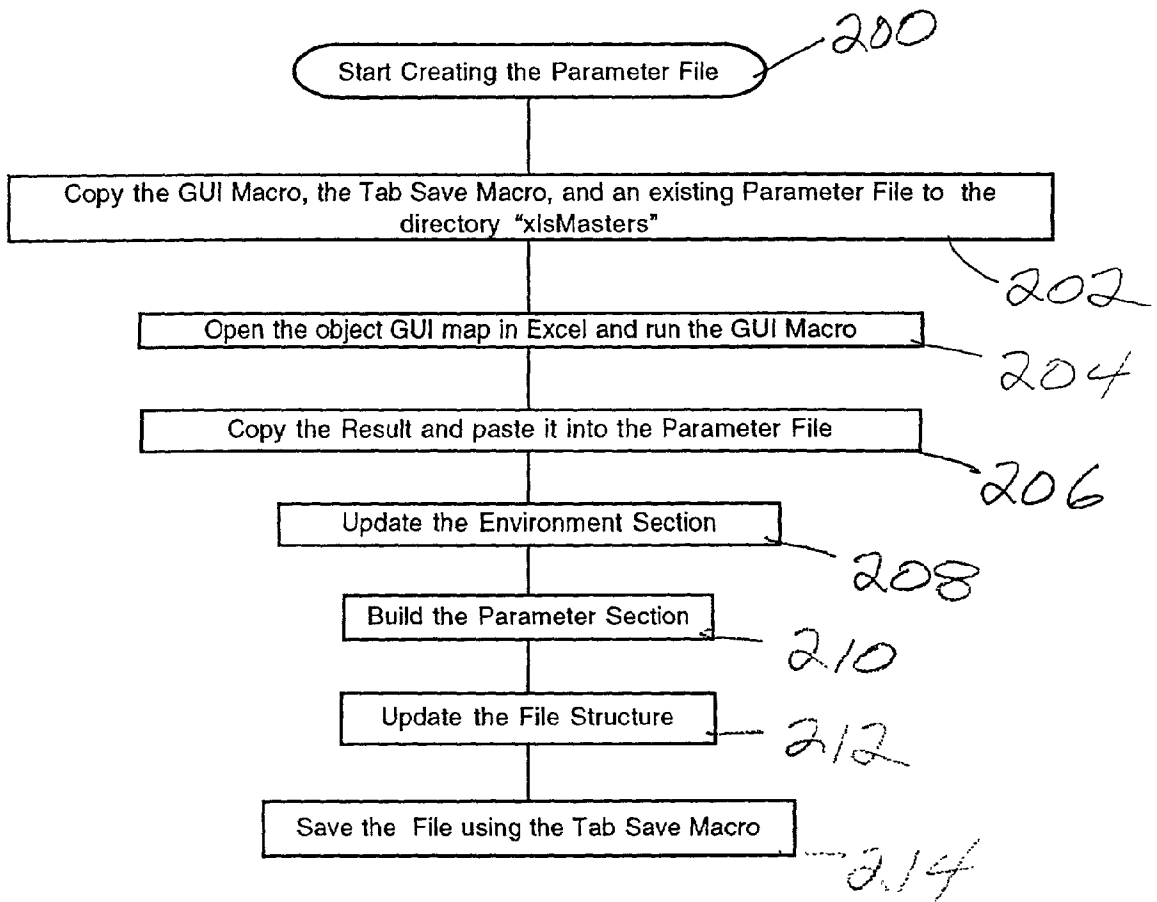 200
Start Creating the Parameter File
Copy the GUI Macro, the Tab Save Macro, and an existing Parameter File to the
directory "xlsMasters"
202
Open the object GUI map in Excel and run the GUI Macro
204
Copy the Result and paste it into the Parameter File
206
Update the Environment Section
208
Build the Parameter Section
210
Update the File Structure
212
Save the File using the Tab Save Macro
214